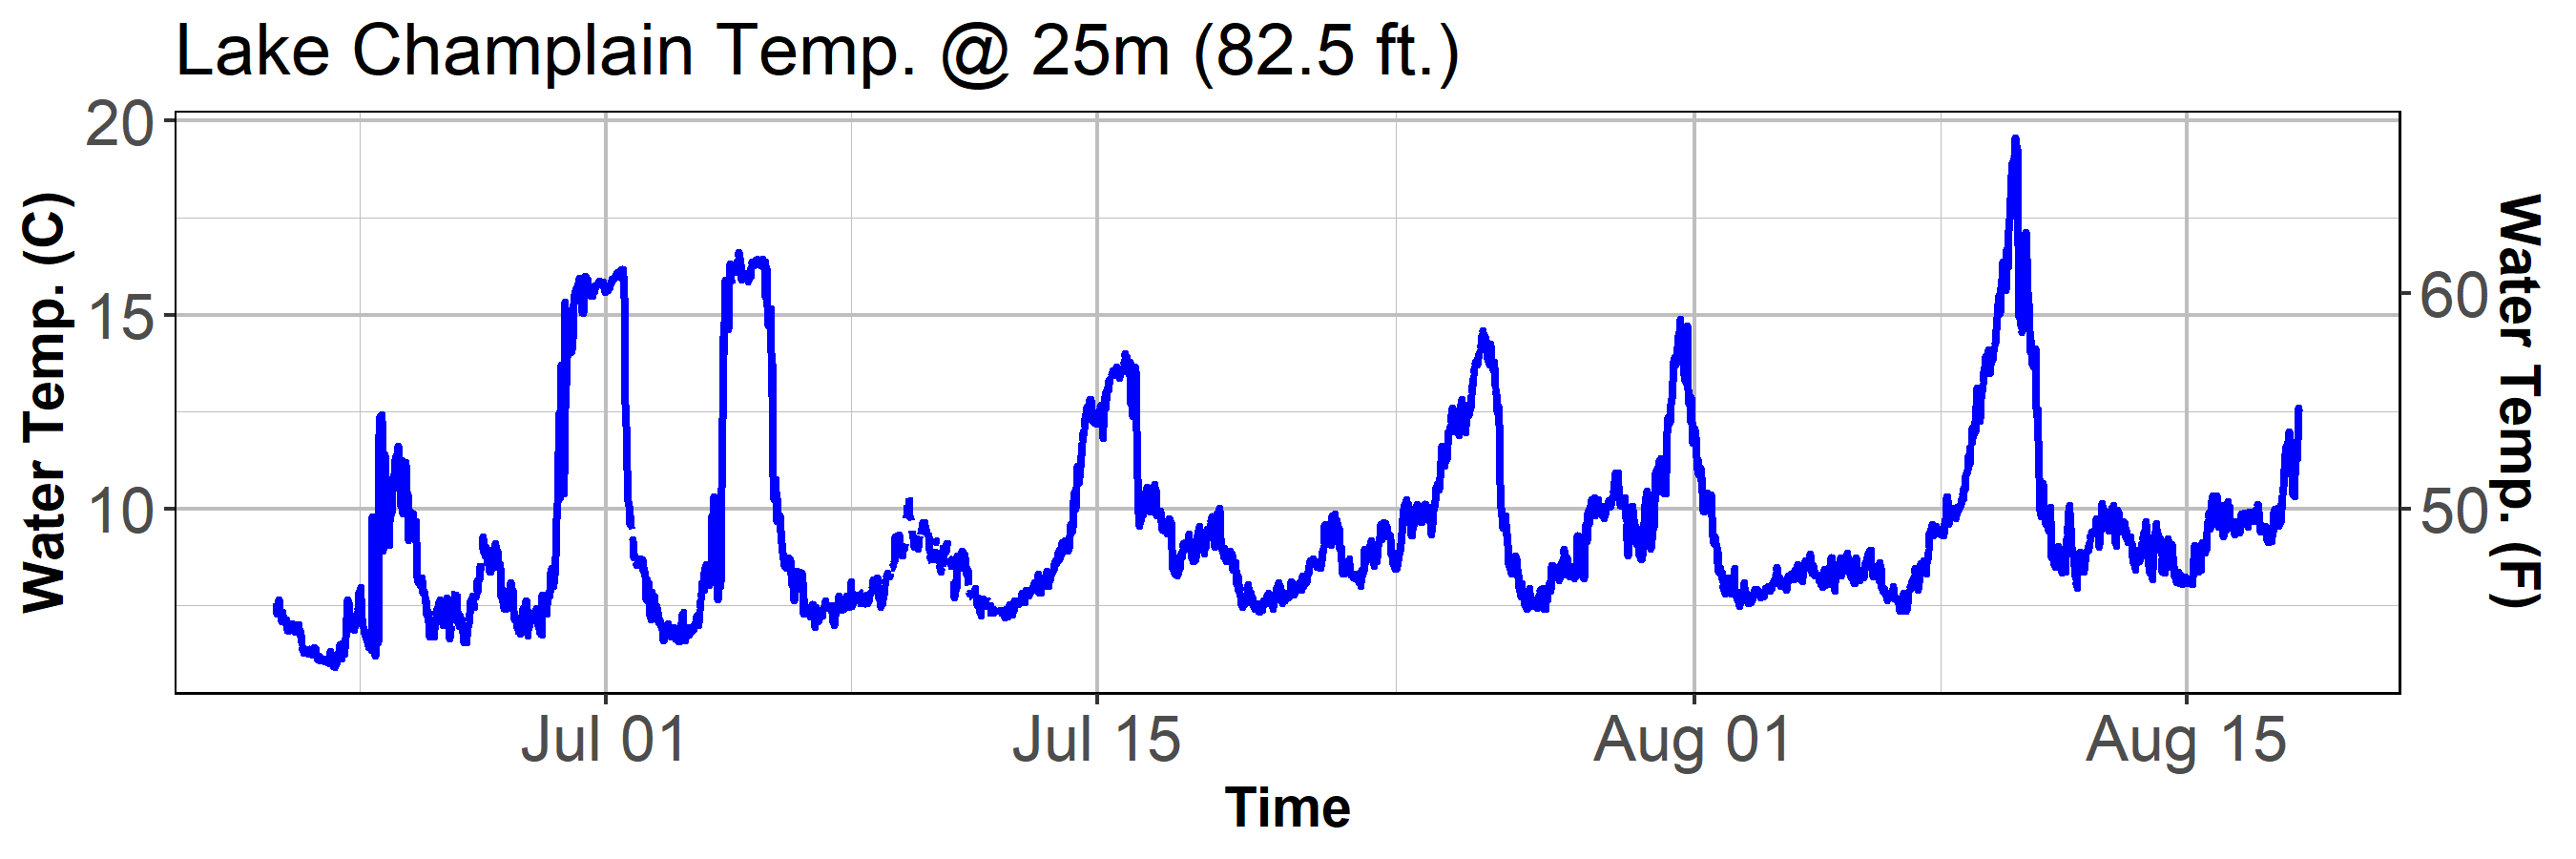 Lake Champlain Temp. @ 25m (82.5 ft.)
20
15
10
Water Temp. (C)
60
50
Water Temp. (F)
Jul 01
Jul 15
Aug 01
Aug 15
Time